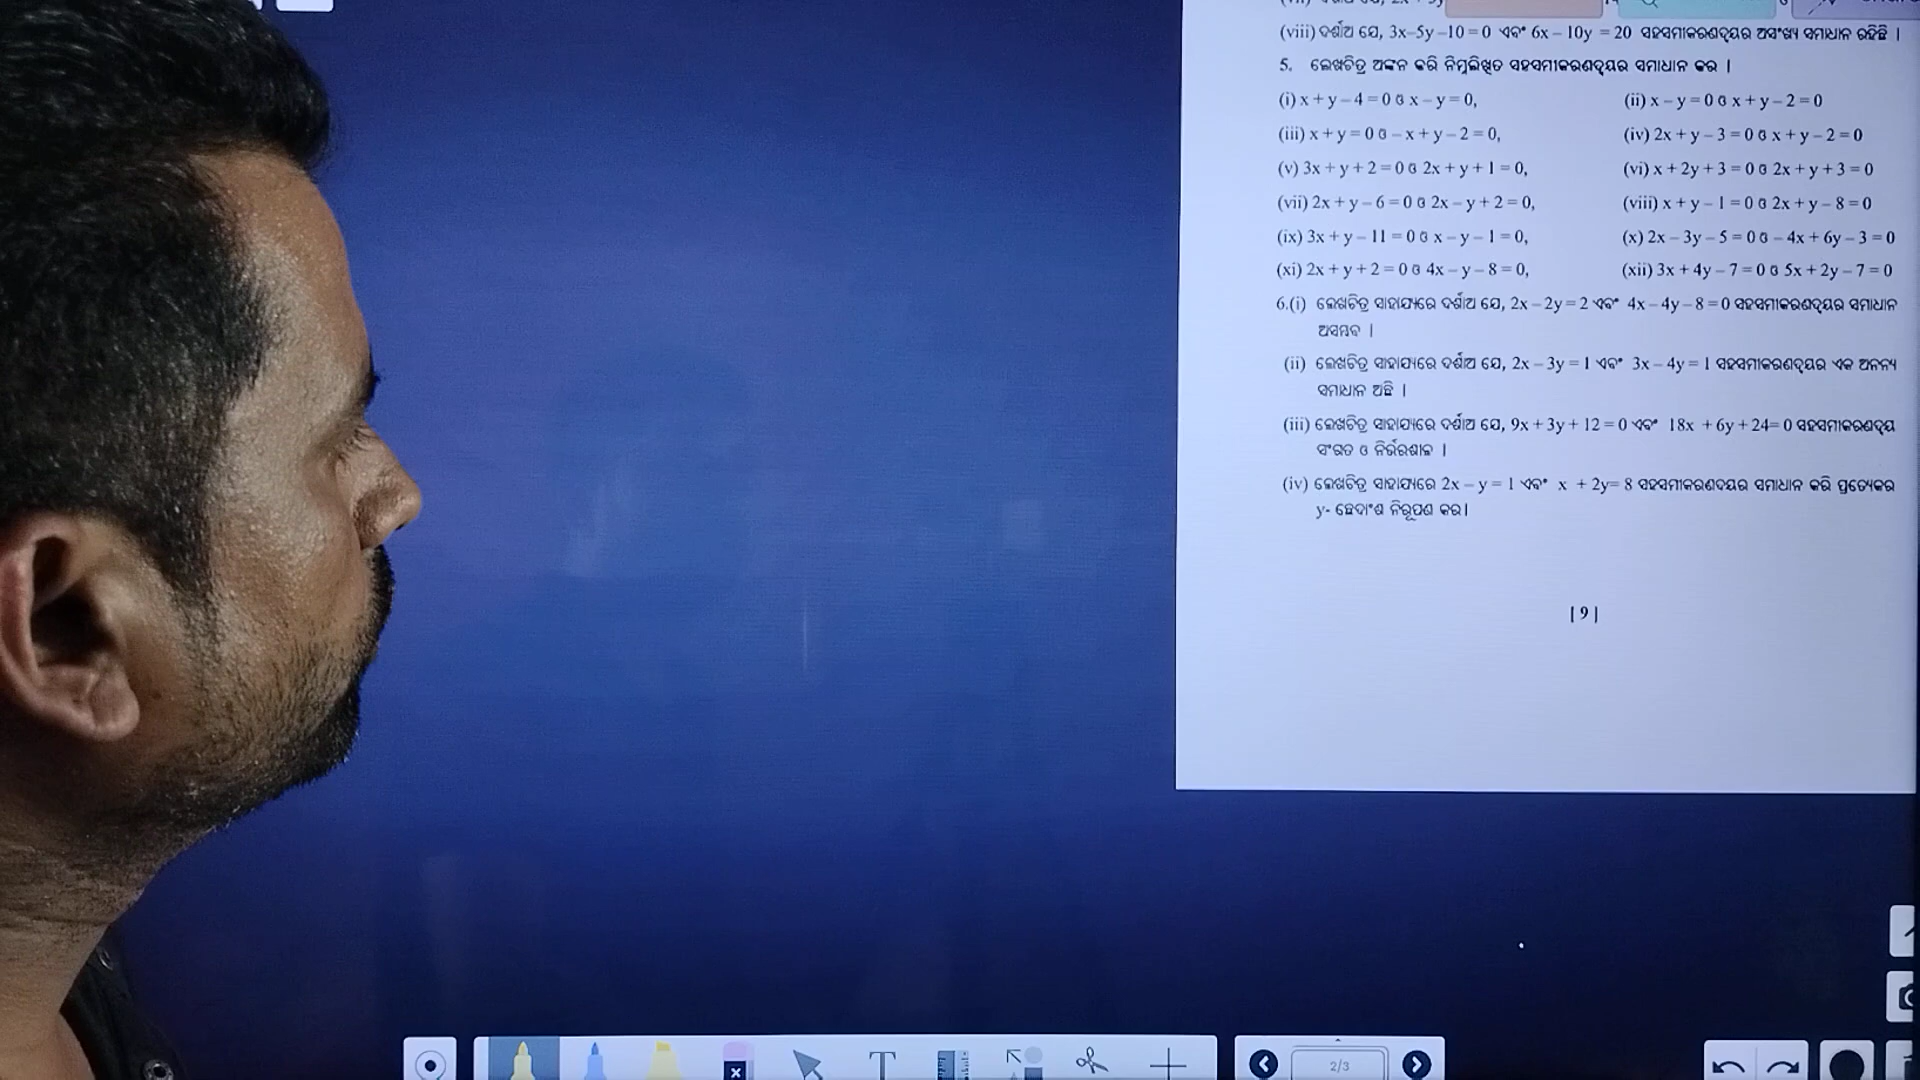 (viii) ଦର୍ଶାଅ ଯେ, 3x–5y –10 = 0 ଏବଂ 6x – 10y = 20 ସହସମୀକରଣଦ୍ୱୟର ଅସଂଖ୍ୟ ସମାଧାନ ରହିଛି ।
5. ଲେଖଚିତ୍ର ଅଙ୍କନ କରି ନିମ୍ନଲିଖିତ ସହସମୀକରଣଦ୍ୱୟର ସମାଧାନ କର ।
(i) x + y – 4 = 0 ଓ x – y = 0, (ii) x – y = 0 ଓ x + y – 2 = 0
(iii) x + y = 0 ଓ – x + y – 2 = 0, (iv) 2x + y – 3 = 0 ଓ x + y – 2 = 0
(v) 3x + y + 2 = 0 ଓ 2x + y + 1 = 0, (vi) x + 2y + 3 = 0 ଓ 2x + y + 3 = 0
(vii) 2x + y – 6 = 0 ଓ 2x – y + 2 = 0, (viii) x + y – 1 = 0 ଓ 2x + y – 8 = 0
(ix) 3x + y – 11 = 0 ଓ x – y – 1 = 0, (x) 2x – 3y – 5 = 0 ଓ – 4x + 6y – 3 = 0
(xi) 2x + y + 2 = 0 ଓ 4x – y – 8 = 0, (xii) 3x + 4y – 7 = 0 ଓ 5x + 2y – 7 = 0
6.(i) ଲେଖଚିତ୍ର ସାହାଯ୍ୟରେ ଦର୍ଶାଅ ଯେ, 2x – 2y = 2 ଏବଂ 4x – 4y – 8 = 0 ସହସମୀକରଣଦ୍ୱୟର ସମାଧାନ
ଅସମ୍ଭବ ।
(ii) ଲେଖଚିତ୍ର ସାହାଯ୍ୟରେ ଦର୍ଶାଅ ଯେ, 2x – 3y = 1 ଏବଂ 3x – 4y = 1 ସହସମୀକରଣଦ୍ୱୟର ଏକ ଅନନ୍ୟ
ସମାଧାନ ଅଛି ।
(iii) ଲେଖଚିତ୍ର ସାହାଯ୍ୟରେ ଦର୍ଶାଅ ଯେ, 9x + 3y + 12 = 0 ଏବଂ 18x + 6y + 24= 0 ସହସମୀକରଣଦ୍ୱୟ
ସଂଗତ ଓ ନିର୍ଭରଶୀଳ ।
(iv) ଲେଖଚିତ୍ର ସାହାଯ୍ୟରେ 2x – y = 1 ଏବଂ x + 2y= 8 ସହସମୀକରଣଦ୍ୱୟର ସମାଧାନ କରି ପ୍ରତ୍ୟେକର
y- ଛେଦାଂଶ ନିରୂପଣ କର।
[ 9 ]
T
2/3